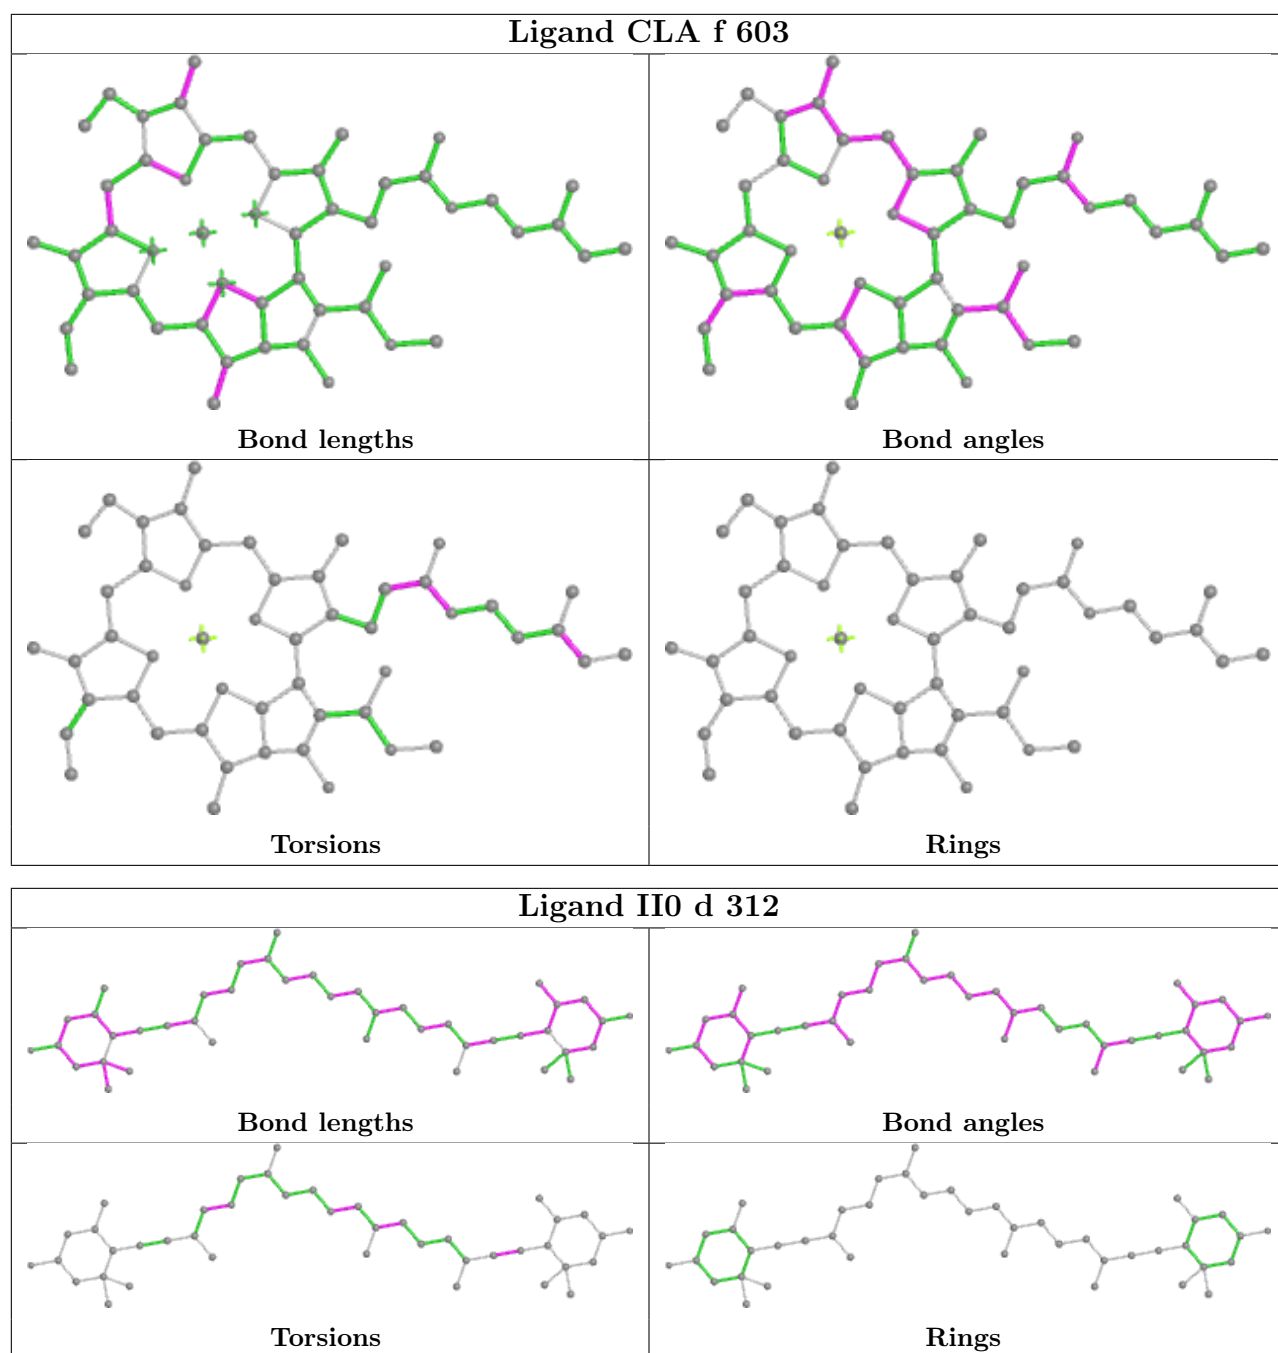 Ligand CLA f 603
Bond lengths
Bond angles
Torsions
Rings
Ligand II0 d 312
Bond lengths
Bond angles
Torsions
Rings